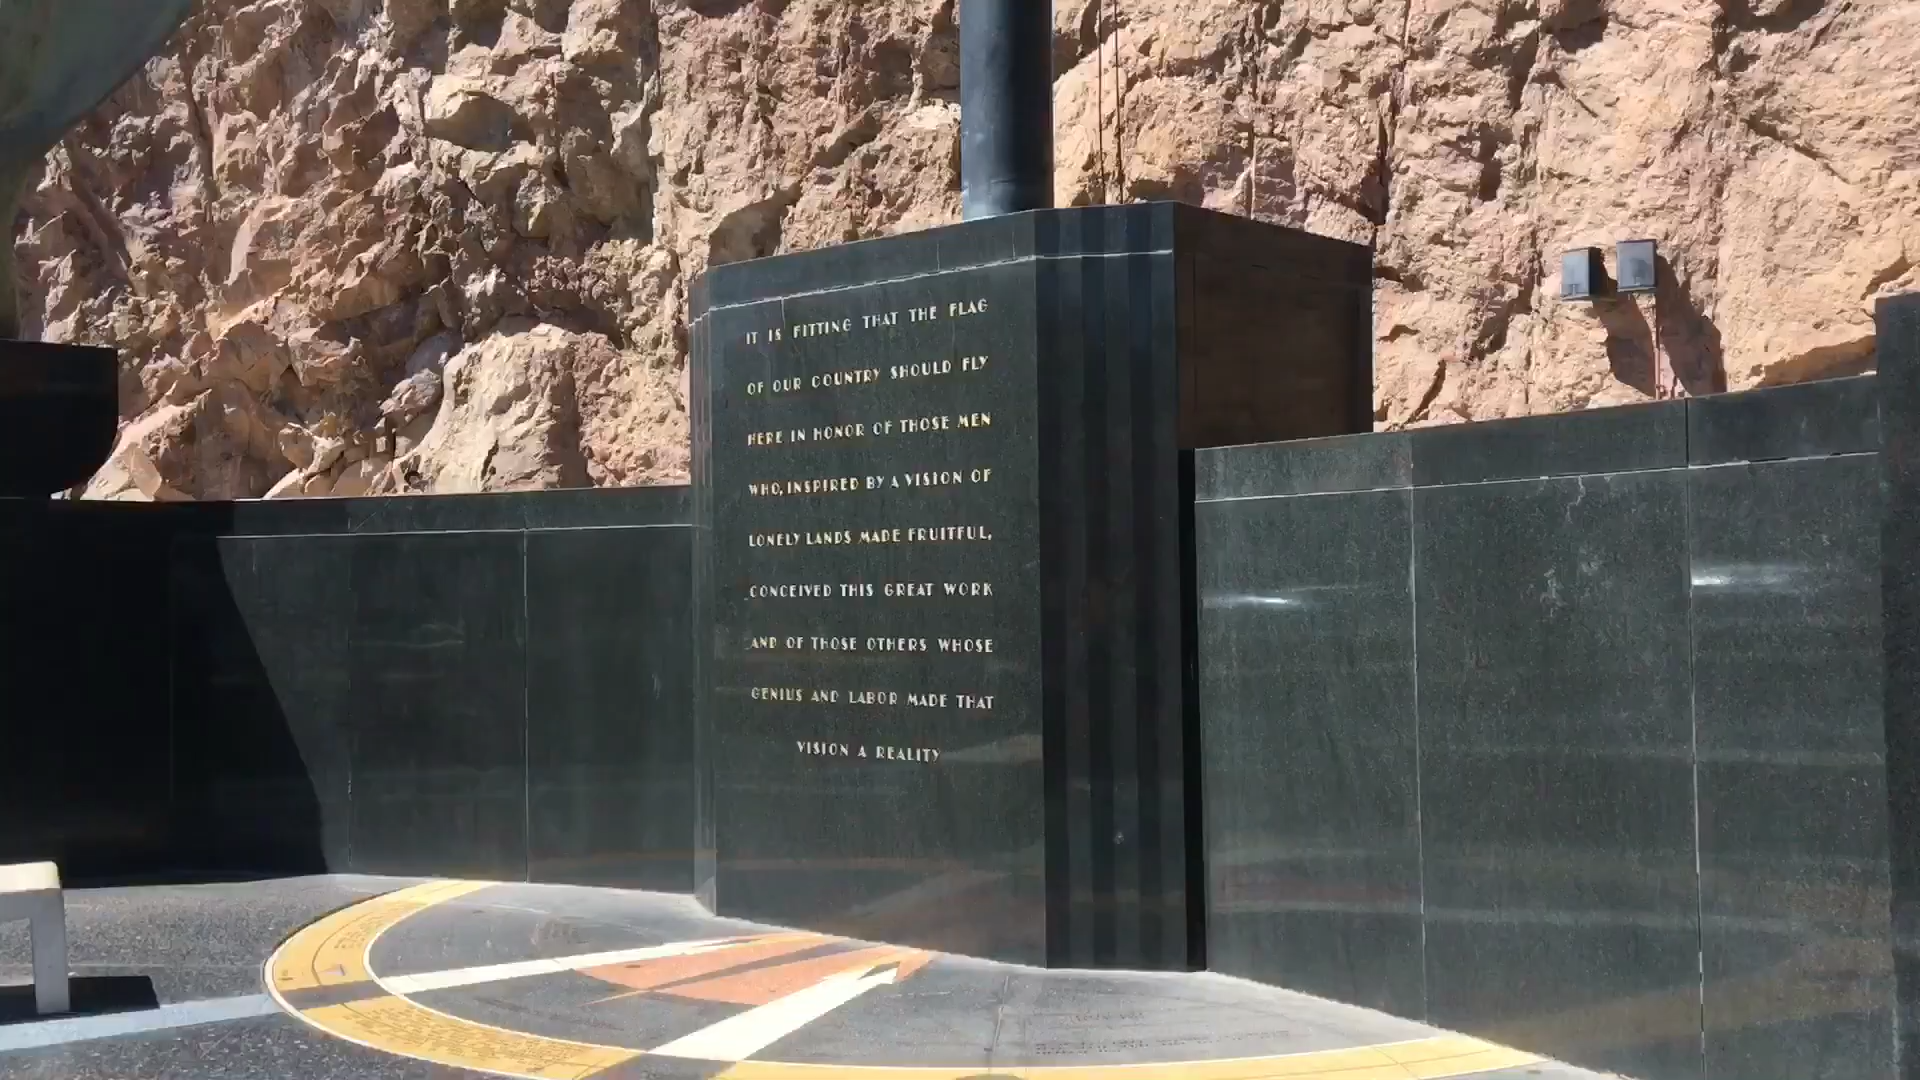 IT IS FITTING THAT THE FLAG
OF OUR COUNTRY SHOULD FLY
HERE IN HONOR OF THOSE MEN
WHO, INSPIRED BY A VISION OF
LONELY LANDS MADE FRUITFUL,
CONCEIVED THIS GREAT WORK
AND OF THOSE OTHERS WHOSE
GENIUS AND LABOR MADE THAT
VISION A REALITY